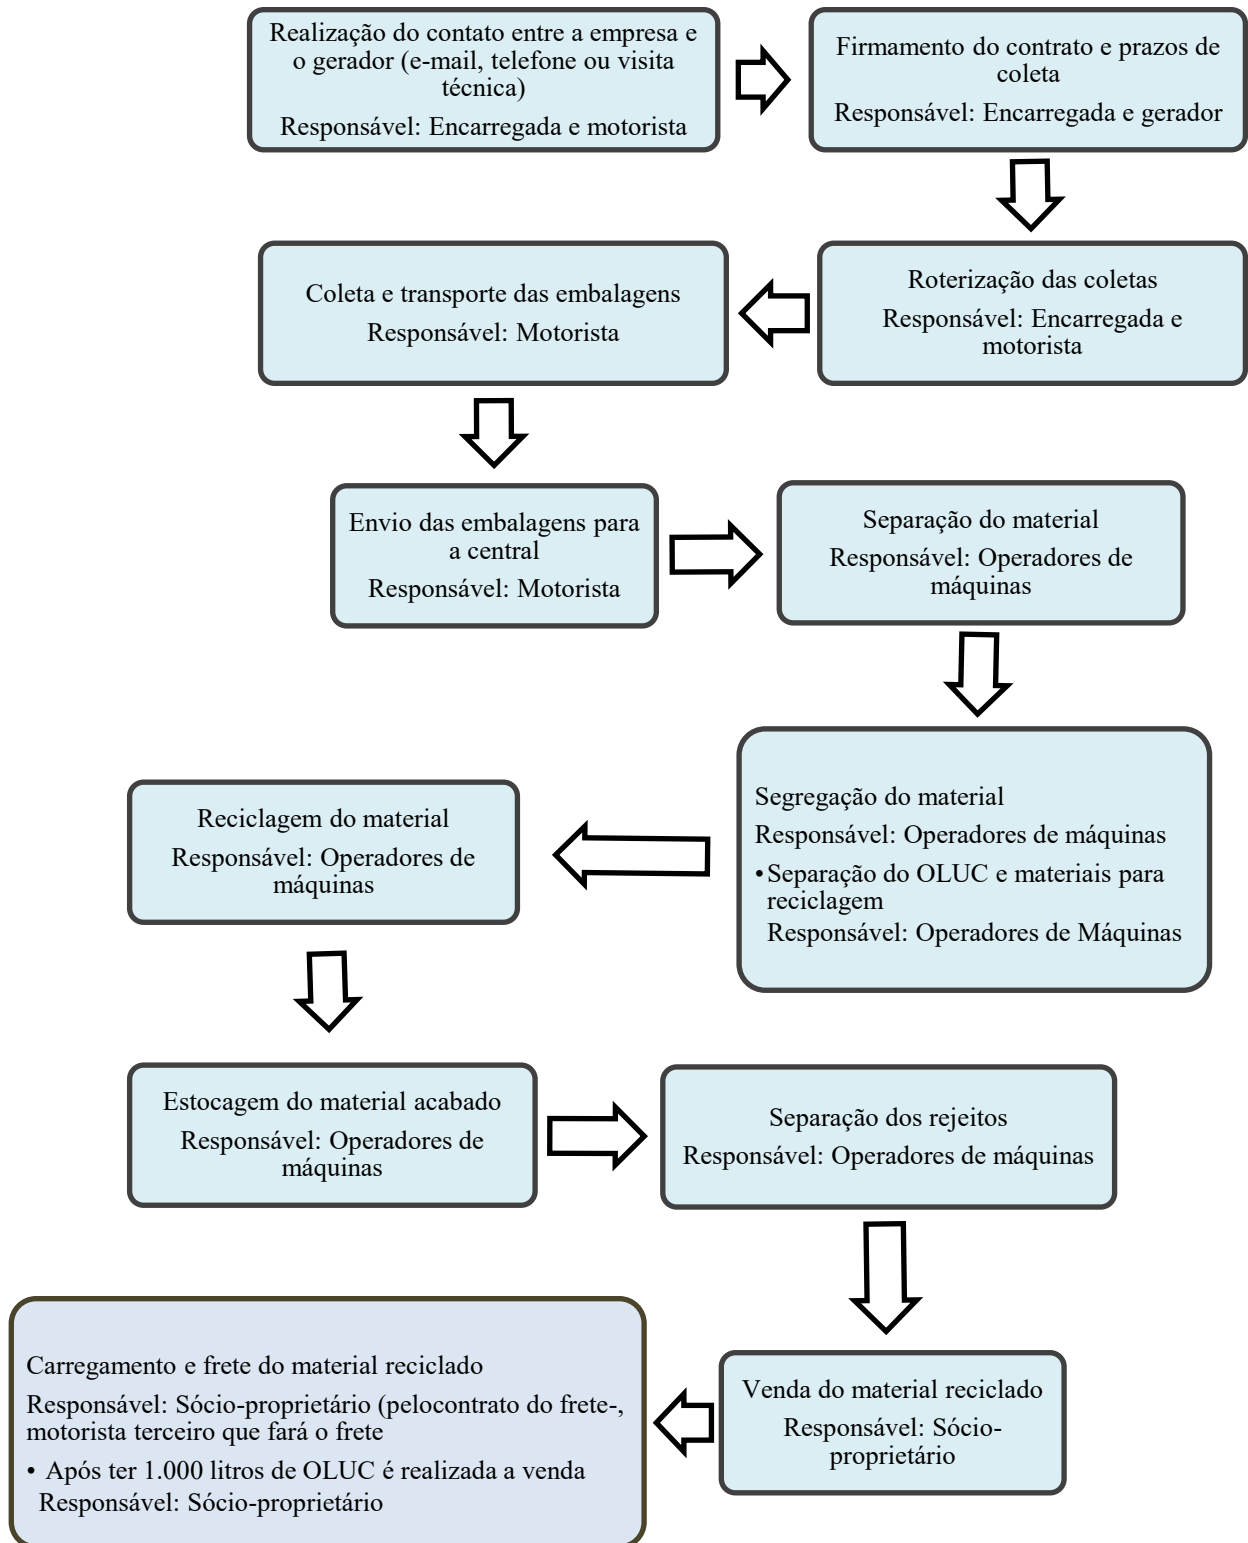 Realização do contato entre a empresa e
o gerador (e-mail, telefone ou visita
técnica)
Responsável: Encarregada e motorista
Firmamento do contrato e prazos de
coleta
Responsável: Encarregada e gerador
Roterização das coletas
Responsável: Encarregada e
motorista
Coleta e transporte das embalagens
Responsável: Motorista
Envio das embalagens para
a central
Responsável: Motorista
Separação do material
Responsável: Operadores de
máquinas
Segregação do material
Responsável: Operadores de máquinas
•Separação do OLUC e materiais para
reciclagem
Responsável: Operadores de Máquinas
Reciclagem do material
Responsável: Operadores de
máquinas
Estocagem do material acabado
Responsável: Operadores de
máquinas
Separação dos rejeitos
Responsável: Operadores de máquinas
Venda do material reciclado
Responsável: Sócio-
proprietário
Carregamento e frete do material reciclado
Responsável: Sócio-proprietário (pelocontrato do frete-,
motorista terceiro que fará o frete
• Após ter 1.000 litros de OLUC é realizada a venda
Responsável: Sócio-proprietário